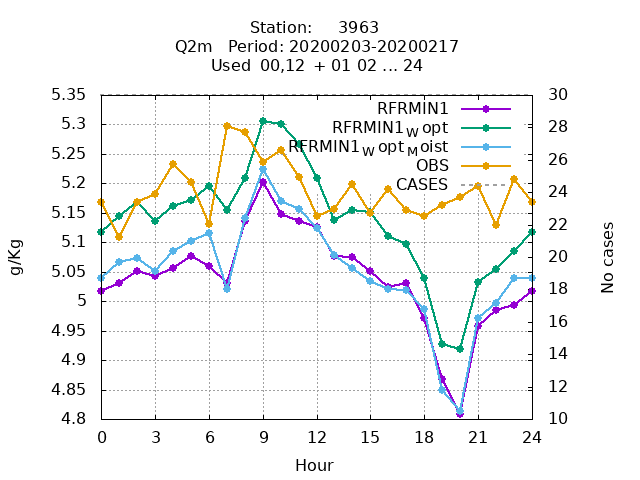 Station: 3963
Q2m Period: 20200203-20200217
Used 00,12 + 01 02 ... 24
5.35
5.3
5.25
5.2
5.15
5.1
5.05
5
4.95
4.9
4.85
4.8
g/Kg
RFRMIN1
RFRMIN1_W opt
RFRMIN1_W opt_Moist
OBS
CASES
30
28
26
24
22
20
18
16
14
12
10
No cases
0 3 6 9 12 15 18 21 24
Hour